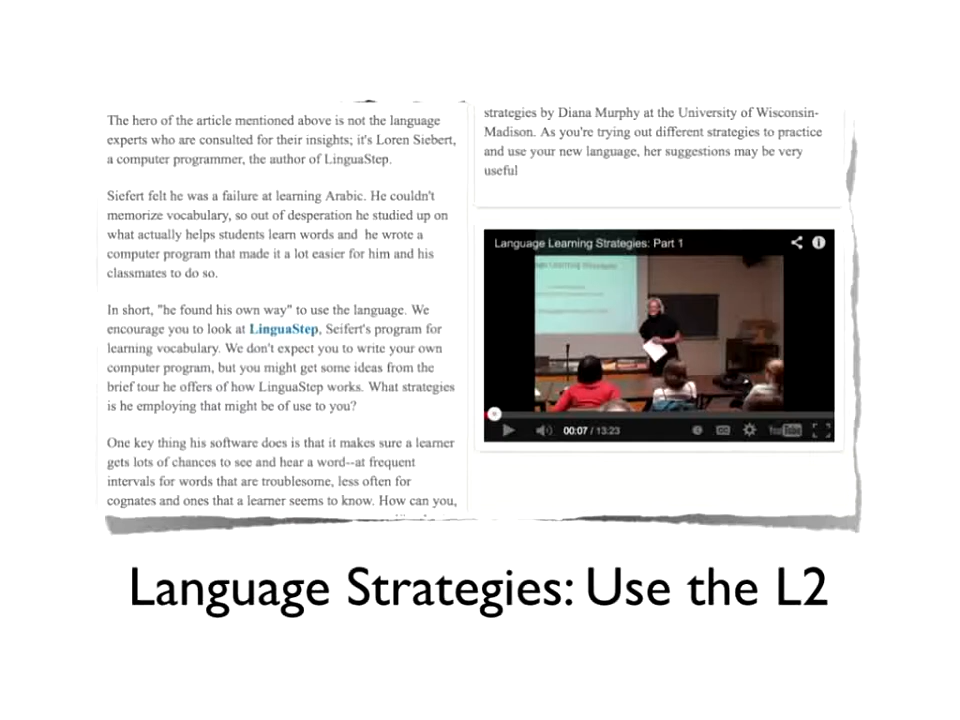 The hero of the article mentioned above is not the language
experts who are consulted for their insights; it's Loren Siebert,
a computer programmer, the author of LinguaStep.
Siefert felt he was a failure at learning Arabic. He couldn't
memorize vocabulary, so out of desperation he studied up on
what actually helps students learn words and he wrote a
computer program that made it a lot easier for him and his
classmates to do so.
In short, "he found his own way" to use the language. We
encourage you to look at LinguaStep, Seifert's program for
learning vocabulary. We don't expect you to write your own
computer program, but you might get some ideas from the
brief tour he offers of how LinguaStep works. What strategies
is he employing that might be of use to you?
One key thing his software does is that it makes sure a learner
gets lots of chances to see and hear a word--at frequent
intervals for words that are troublesome, less often for
cognates and ones that a learner seems to know. How can you,
strategies by Diana Murphy at the University of Wisconsin-
Madison. As you're trying out different strategies to practice
and use your new language, her suggestions may be very
useful
Language Learning Strategies: Part 1
00:07 / 13:23
CC
YouTube
Language Strategies: Use the L2